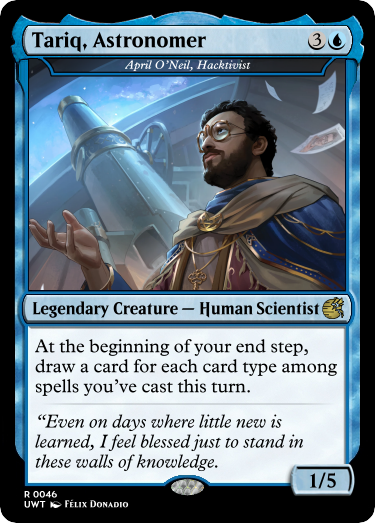 Tariq, Astronomer 3
April O'Neil, Hacktivist
Legendary Creature — Human Scientist
At the beginning of your end step,
draw a card for each card type among
spells you've cast this turn.
“Even on days where little new is
learned, I feel blessed just to stand in
these walls of knowledge.
1/5
R 0046
UWT Félix Donadio